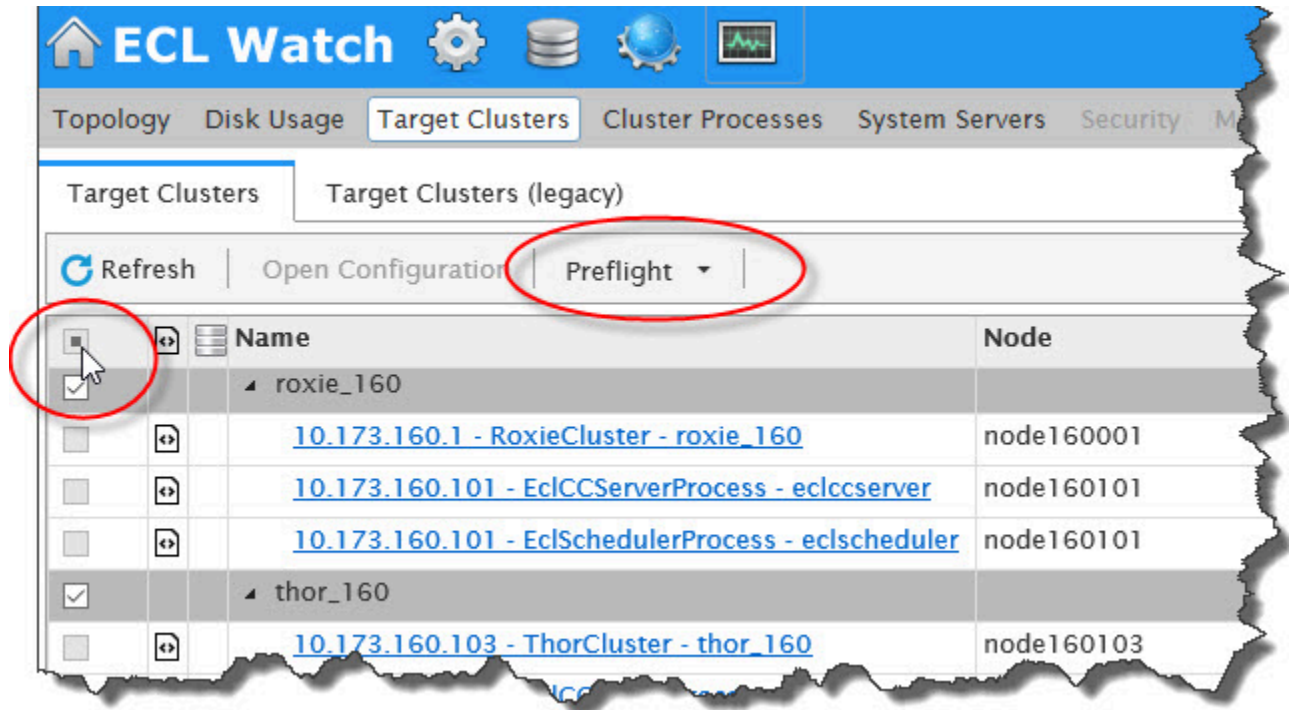 ECL Watch
Topology Disk Usage Target Clusters Cluster Processes System Servers Security
Target Clusters Target Clusters (legacy)
Refresh Open Configuration Preflight
Name Node
roxie_160
10.173.160.1 - RoxieCluster - roxie_160 node160001
10.173.160.101 - EclCCServerProcess - eclccserver node160101
10.173.160.101 - EclSchedulerProcess - eclscheduler node160101
thor_160
10.173.160.103 - ThorCluster - thor_160 node160103